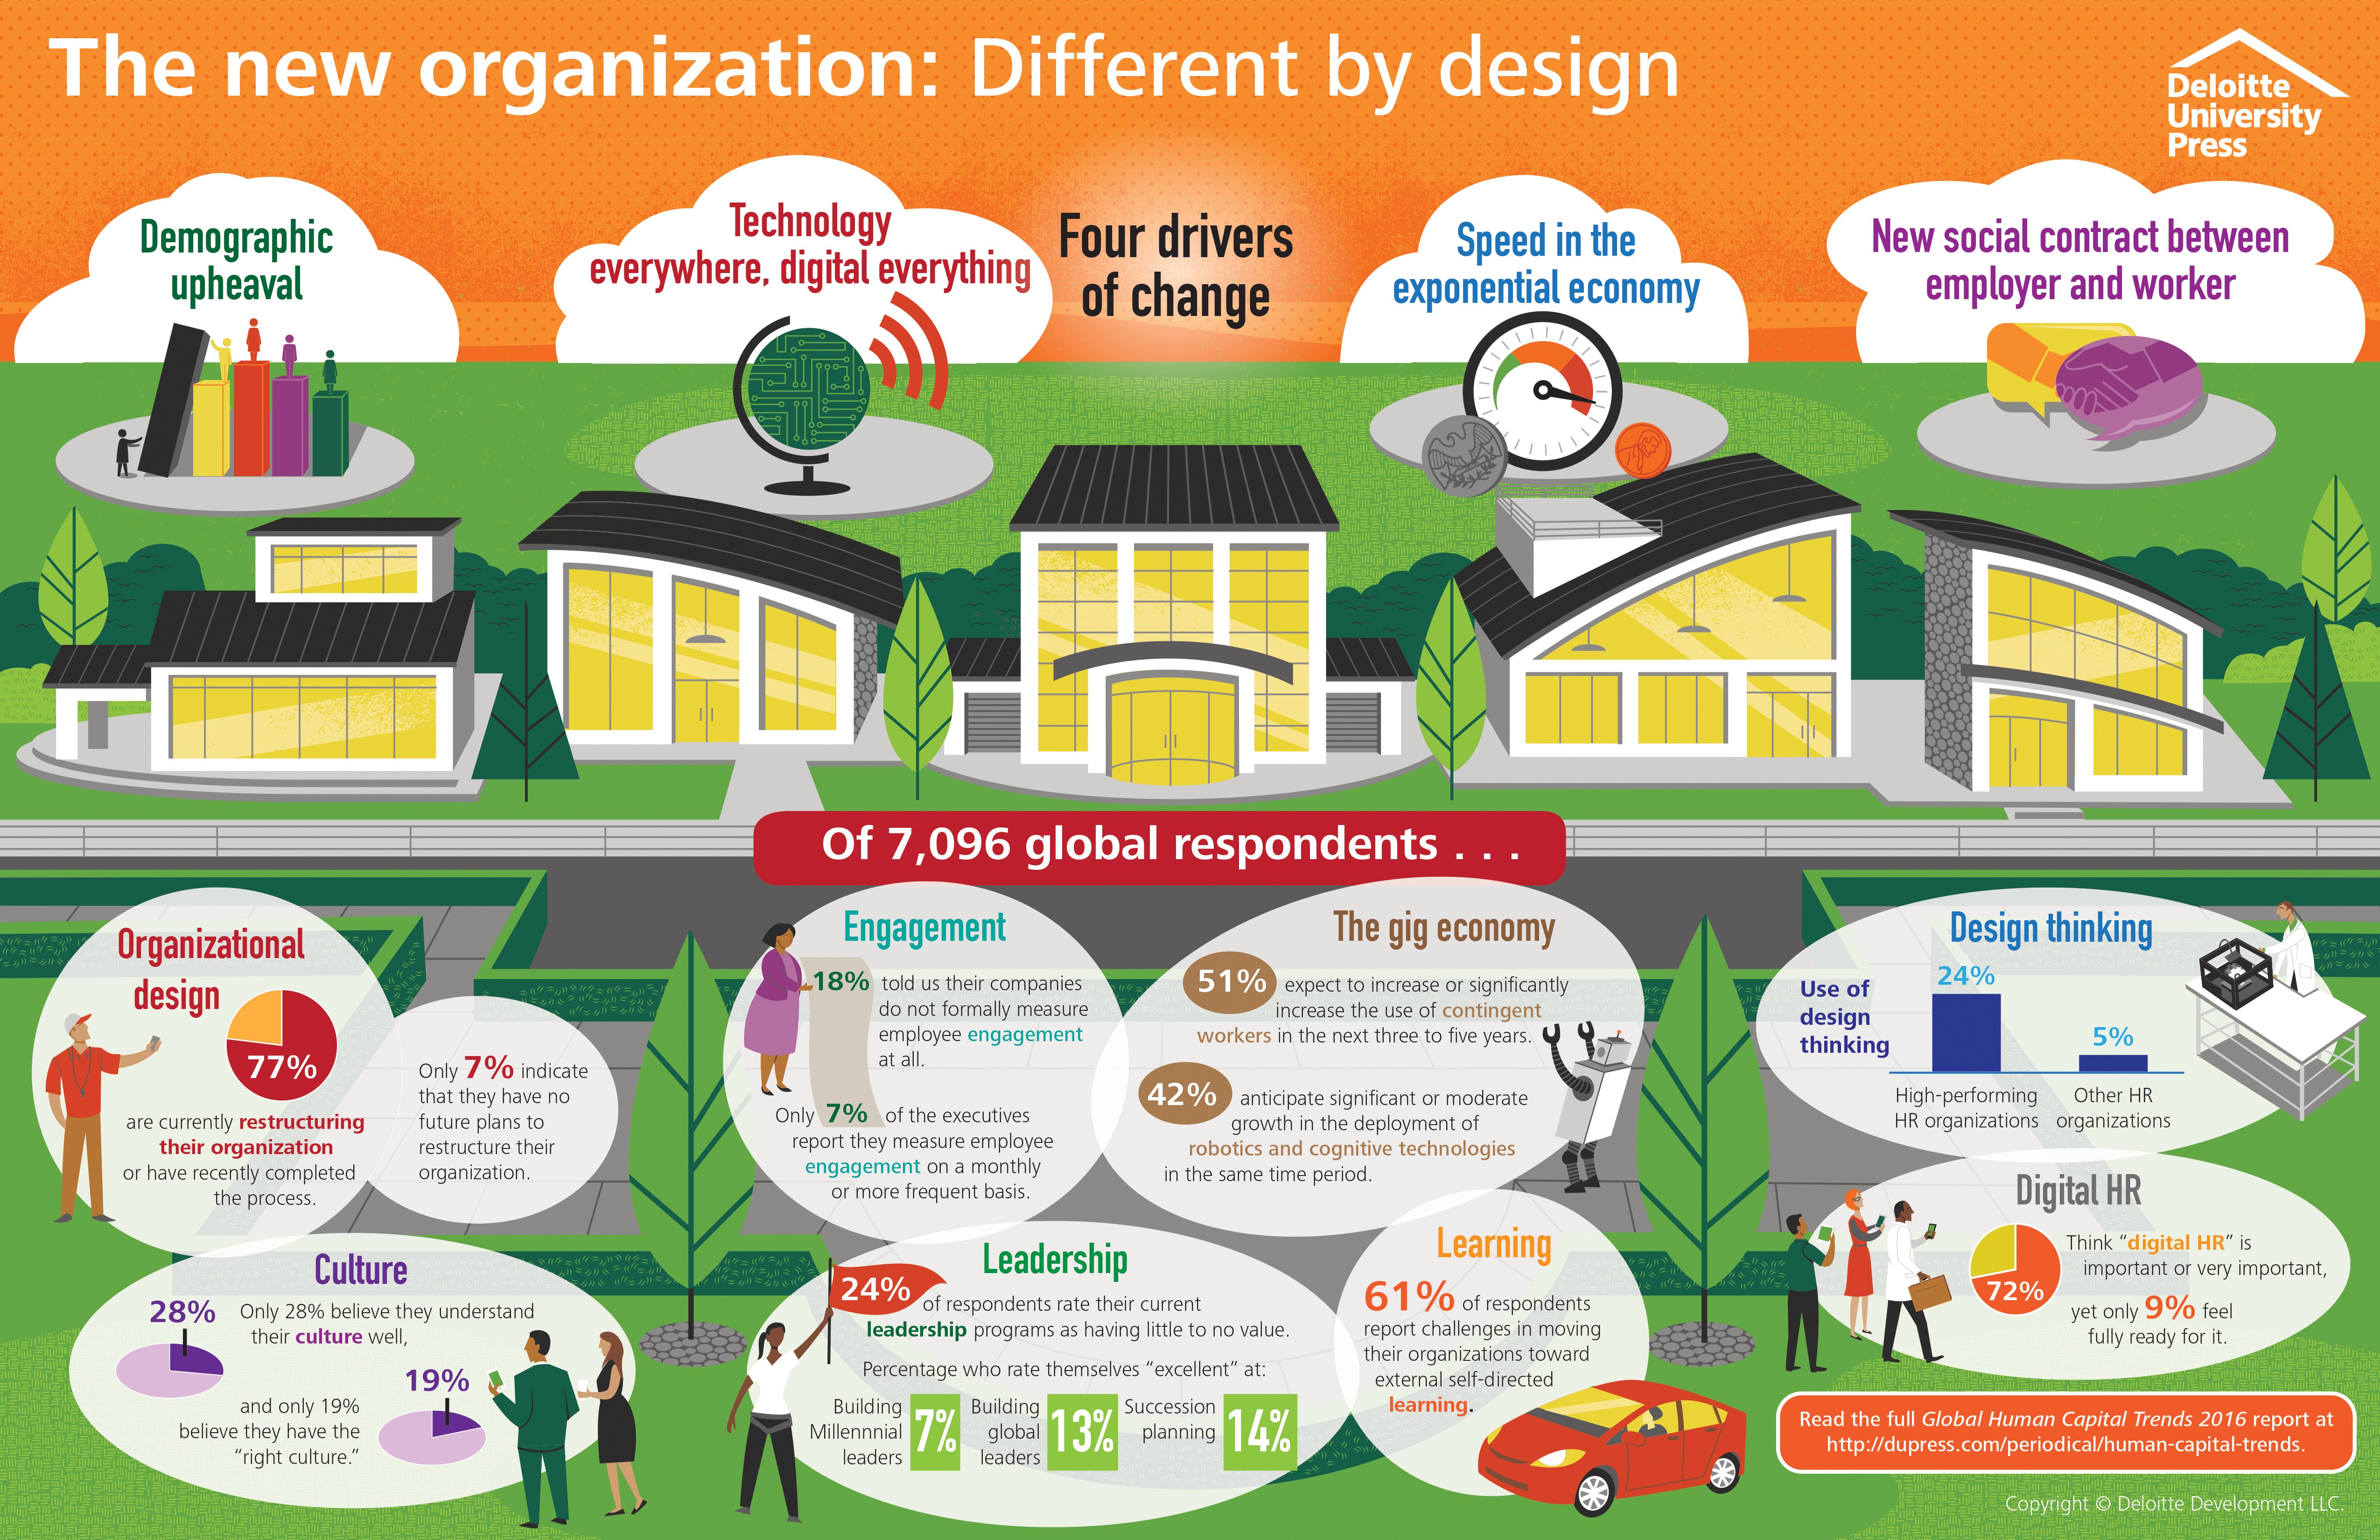 The new organization: Different by design
Deloitte
University
Press
Demographic
upheaval
Technology
everywhere, digital everything
Four drivers
of change
Speed in the
exponential economy
New social contract between
employer and worker
Of 7,096 global respondents . . .
Organizational
design
77%
are currently restructuring
their organization
or have recently completed
the process.
Only 7% indicate
that they have no
future plans to
restructure their
organization.
Engagement
18% told us their companies
do not formally measure
employee engagement
at all.
Only 7% of the executives
report they measure employee
engagement on a monthly
or more frequent basis.
The gig economy
51% expect to increase or significantly
increase the use of contingent
workers in the next three to five years.
42% anticipate significant or moderate
growth in the deployment of
robotics and cognitive technologies
in the same time period.
Design thinking
Use of
design
thinking
24%
5%
High-performing
HR organizations
Other HR
organizations
Digital HR
72%
Think “digital HR” is
important or very important,
yet only 9% feel
fully ready for it.
Culture
28%
Only 28% believe they understand
their culture well,
19%
and only 19%
believe they have the
“right culture.”
Leadership
24% of respondents rate their current
leadership programs as having little to no value.
Percentage who rate themselves “excellent” at:
Building
Millennnial
leaders
7%
Building
global
leaders
13%
Succession
planning
14%
Learning
61% of respondents
report challenges in moving
their organizations toward
external self-directed
learning.
Read the full Global Human Capital Trends 2016 report at
http://dupress.com/periodical/human-capital-trends.
Copyright © Deloitte Development LLC.